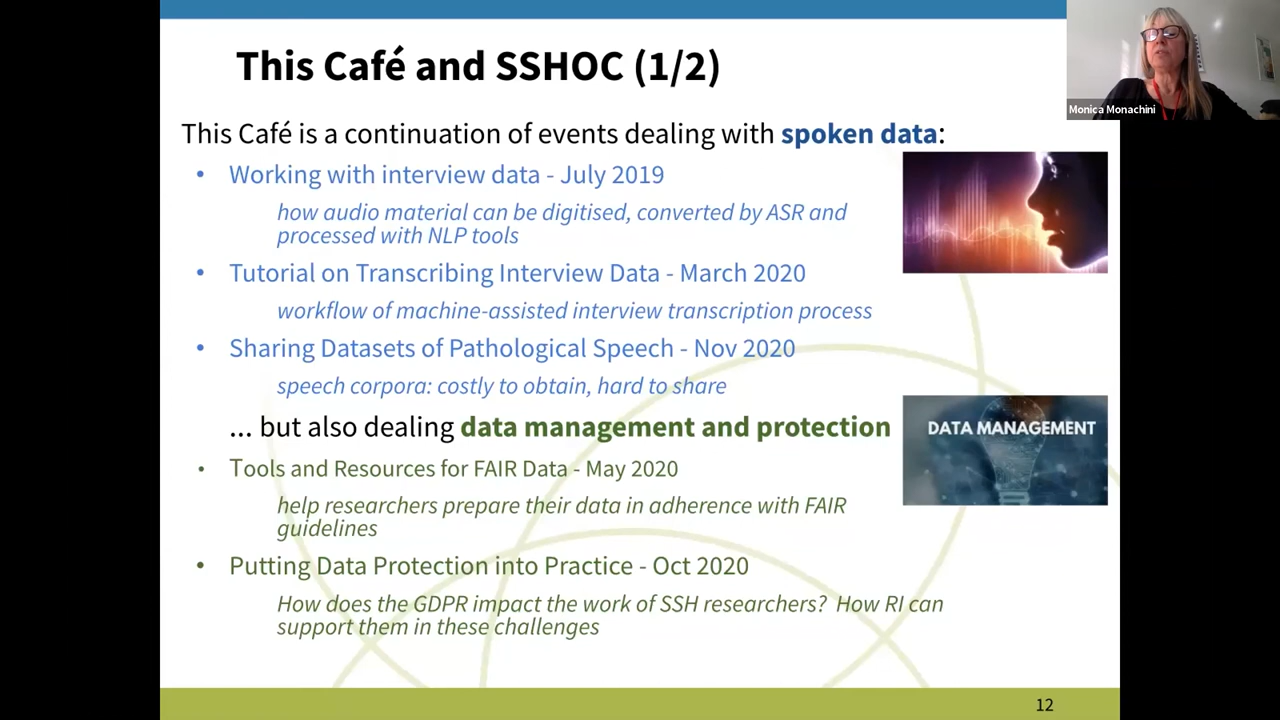 This Café and SSHOC (1/2)
Monica Monachini
This Café is a continuation of events dealing with spoken data:
• Working with interview data - July 2019
how audio material can be digitised, converted by ASR and
processed with NLP tools
• Tutorial on Transcribing Interview Data - March 2020
workflow of machine-assisted interview transcription process
• Sharing Datasets of Pathological Speech - Nov 2020
speech corpora: costly to obtain, hard to share
... but also dealing data management and protection
DATA MANAGEMENT
• Tools and Resources for FAIR Data - May 2020
help researchers prepare their data in adherence with FAIR
guidelines
• Putting Data Protection into Practice - Oct 2020
How does the GDPR impact the work of SSH researchers? How RI can
support them in these challenges
12